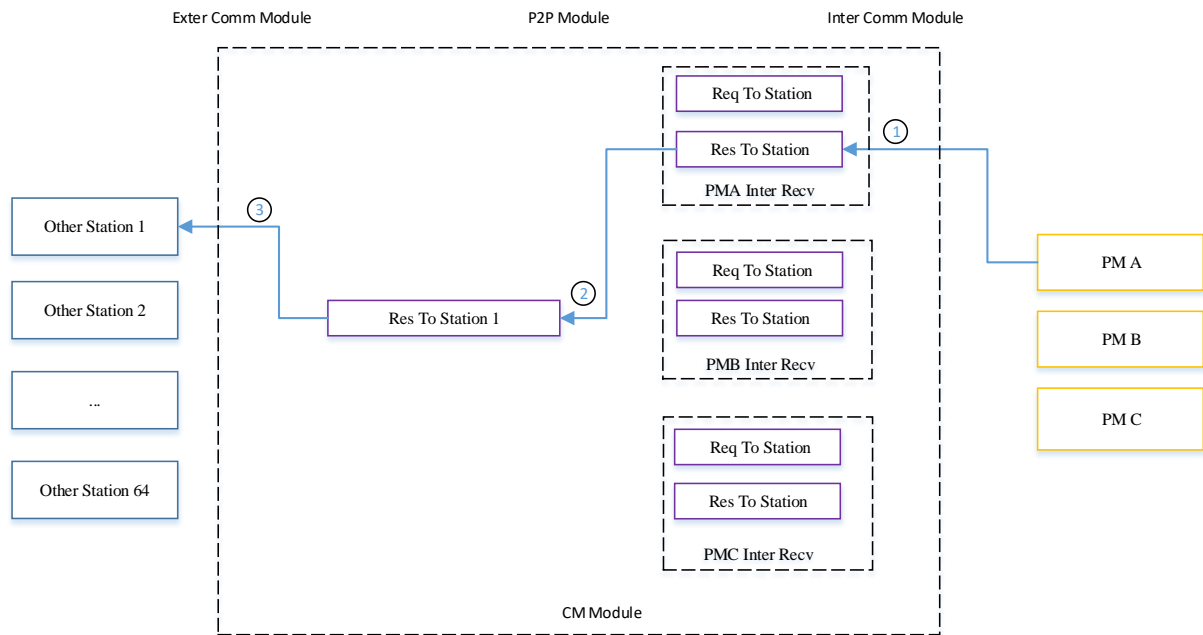 Exter Comm Module
P2P Module
Inter Comm Module
Req To Station
1
Res To Station
PMA Inter Recv
3
Other Station 1
PM A
Req To Station
Other Station 2
2
Res To Station 1
Res To Station
PM B
PMB Inter Recv
...
PM C
Req To Station
Other Station 64
Res To Station
PMC Inter Recv
CM Module